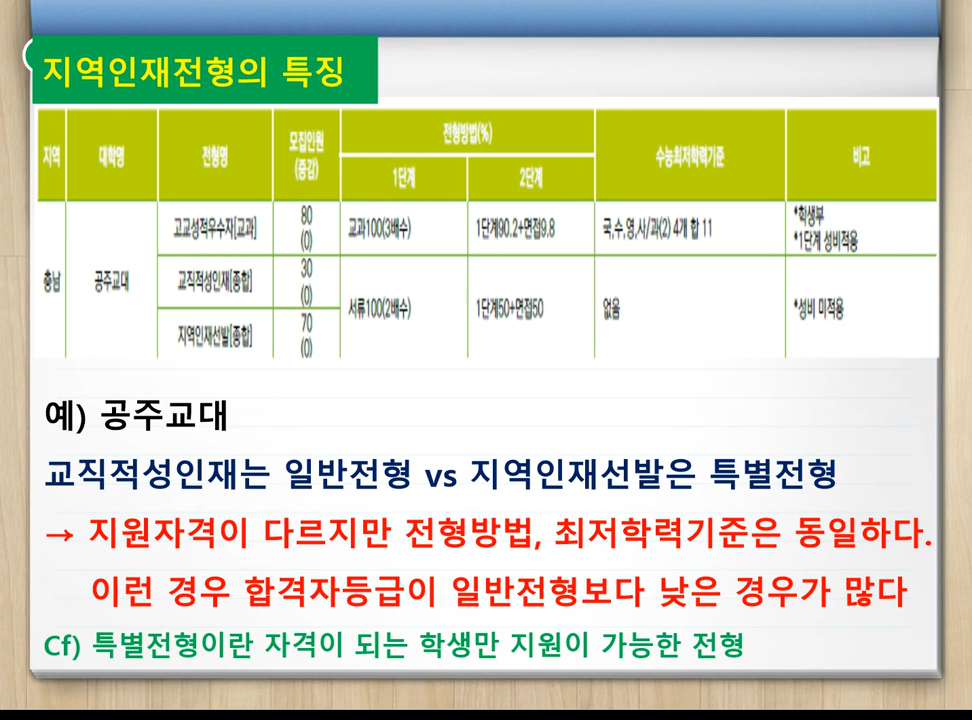 지역인재전형의 특징
지역 대학명 전형명 모집인원(증감) 전형방법(%) 수능최저학력기준 비고
1단계 2단계
고교성적우수자[교과] 80 (0) 교과100(3배수) 1단계90.2+면접9.8 국,수,영,사/과(2) 4개 합 11 *학생부
*1단계 성비적용
충남 공주교대 교직적성인재[종합] 30 (0) 서류100(2배수) 1단계50+면접50 없음 *성비 미적용
지역인재선발[종합] 70 (0)
예) 공주교대
교직적성인재는 일반전형 vs 지역인재선발은 특별전형
→ 지원자격이 다르지만 전형방법, 최저학력기준은 동일하다.
이런 경우 합격자등급이 일반전형보다 낮은 경우가 많다
Cf) 특별전형이란 자격이 되는 학생만 지원이 가능한 전형